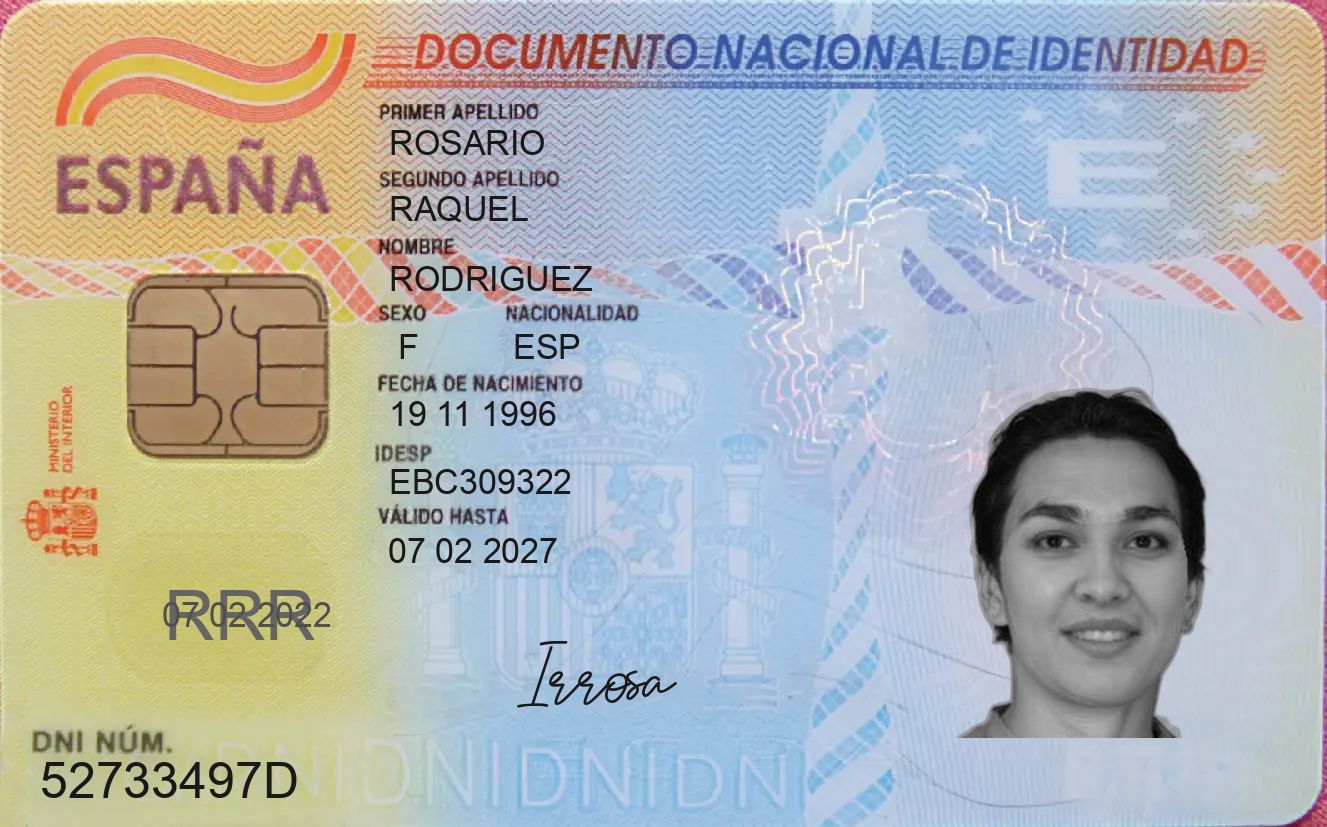 DOCUMENTO NACIONAL DE IDENTIDAD
ESPAÑA
PRIMER APELLIDO
ROSARIO
SEGUNDO APELLIDO
RAQUEL
NOMBRE
RODRIGUEZ
SEXO NACIONALIDAD
F ESP
FECHA DE NACIMIENTO
19 11 1996
IDESP
EBC309322
VÁLIDO HASTA
07 02 2027
MINISTERIO
DEL INTERIOR
E
RRR
07 02 2022
Irrosa
DNI NÚM.
52733497D
DNIDNIDNIDNI